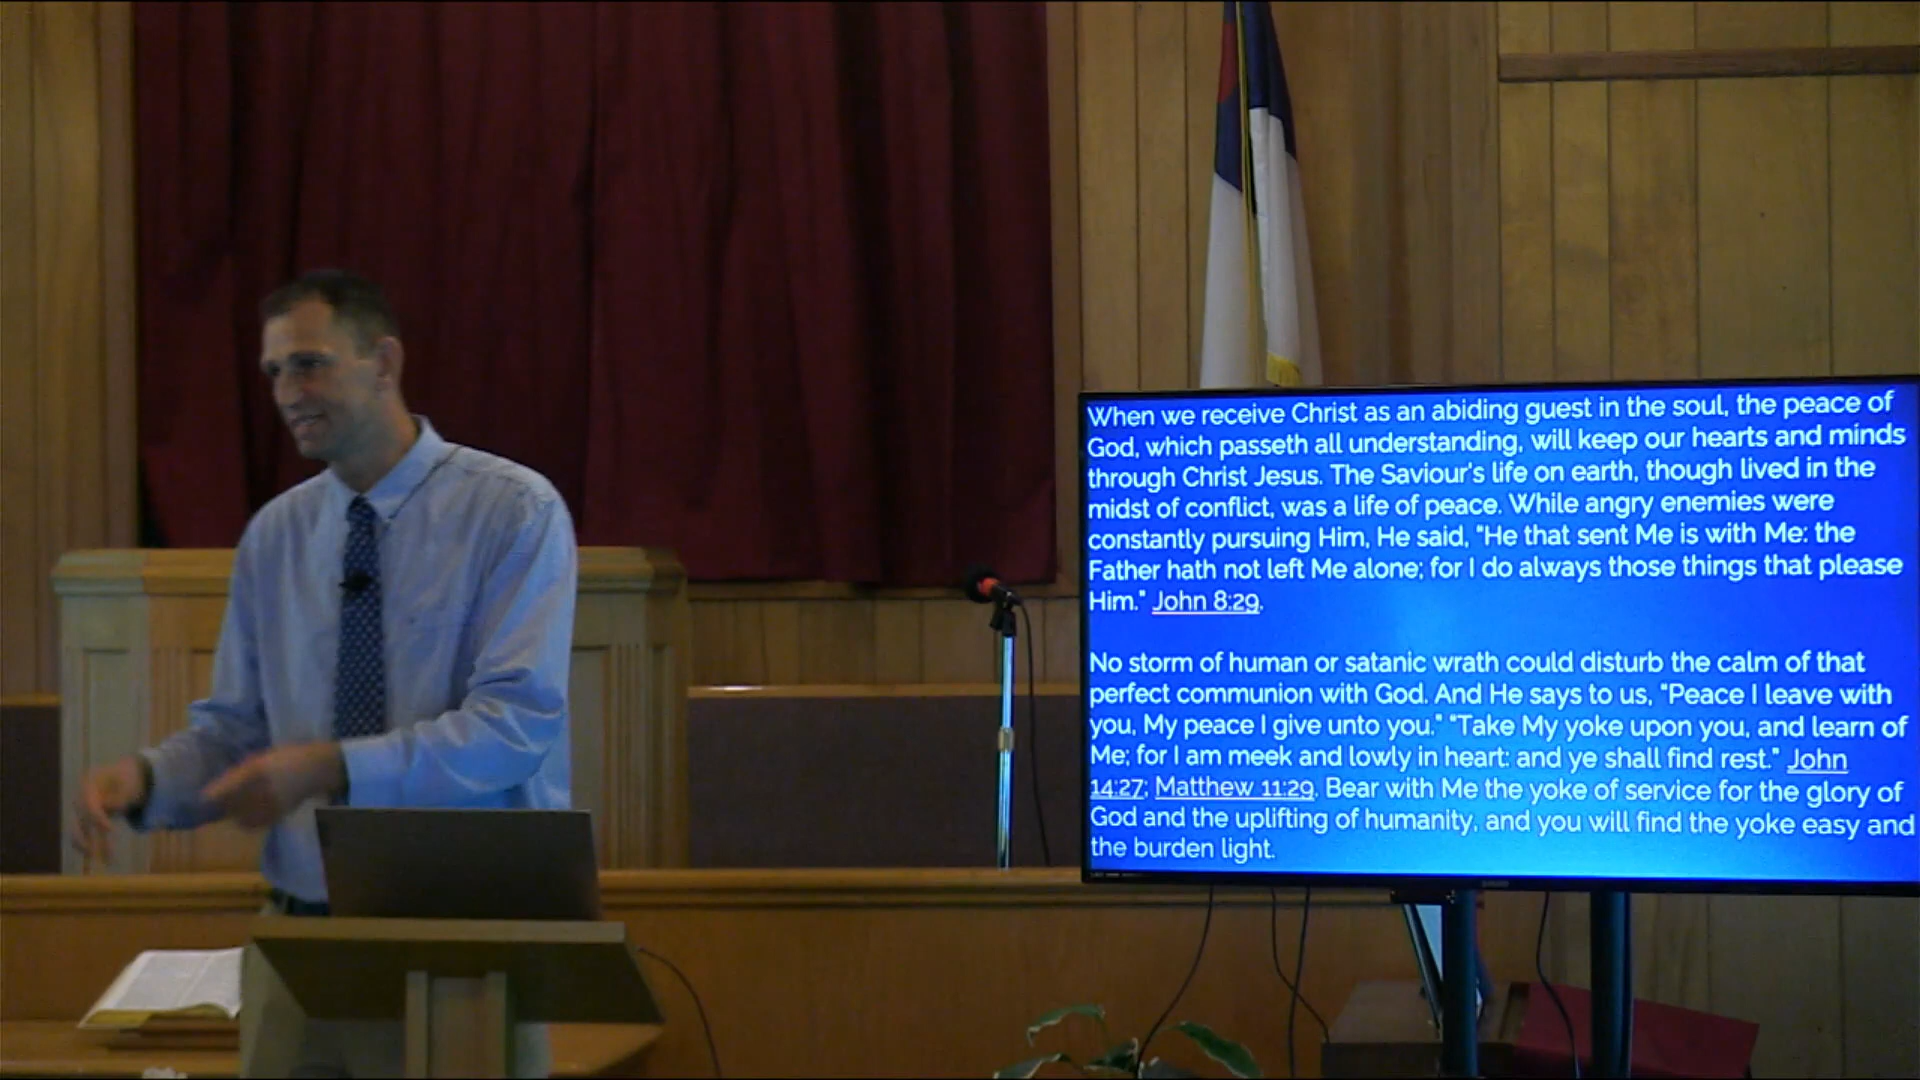 When we receive Christ as an abiding guest in the soul, the peace of
God, which passeth all understanding, will keep our hearts and minds
through Christ Jesus. The Saviour's life on earth, though lived in the
midst of conflict, was a life of peace. While angry enemies were
constantly pursuing Him, He said, "He that sent Me is with Me: the
Father hath not left Me alone; for I do always those things that please
Him." John 8:29.
No storm of human or satanic wrath could disturb the calm of that
perfect communion with God. And He says to us, "Peace I leave with
you, My peace I give unto you." "Take My yoke upon you, and learn of
Me; for I am meek and lowly in heart: and ye shall find rest." John
14:27; Matthew 11:29. Bear with Me the yoke of service for the glory of
God and the uplifting of humanity, and you will find the yoke easy and
the burden light.